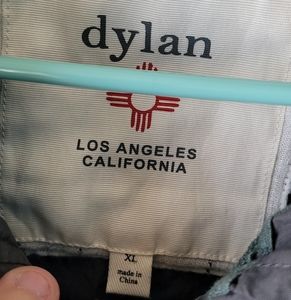 dylan
LOS ANGELES
CALIFORNIA
XL
made in
China